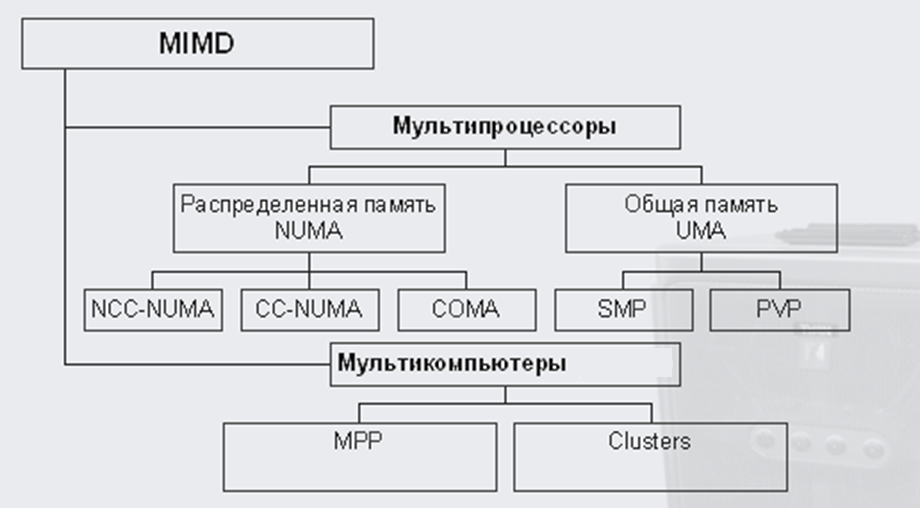 MIMD
Мультипроцессоры
Распределенная память
NUMA
Общая память
UMA
NCC-NUMA
CC-NUMA
COMA
SMP
PVP
Мультикомпьютеры
MPP
Clusters